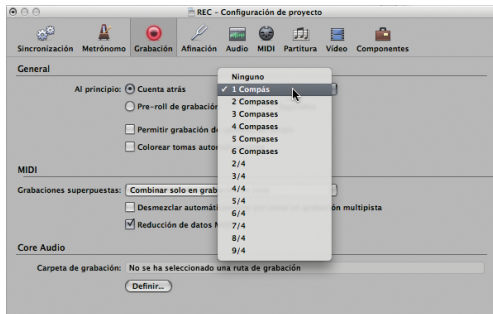 REC – Configuración de proyecto
Sincronización Metrónomo Grabación Afinación Audio MIDI Partitura Vídeo Componentes
General
Al principio: Cuenta atrás
Ninguno
✓ 1 Compás
2 Compases
3 Compases
4 Compases
5 Compases
6 Compases
2/4
3/4
4/4
5/4
6/4
7/4
8/4
9/4
Pre-roll de grabación
Permitir grabación
Colorear tomas
MIDI
Grabaciones superpuestas: Combinar solo en
Desmezclar multipista
Reducción de datos
Core Audio
Carpeta de grabación: No se ha seleccionado una ruta de grabación
Definir...